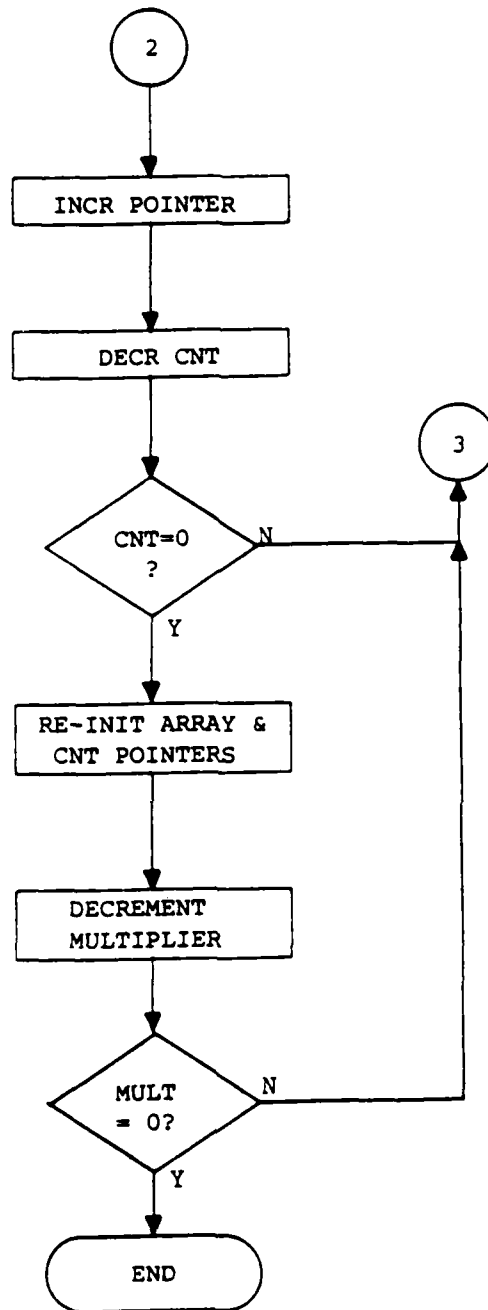 2
INCR POINTER
DECR CNT
3
CNT=0
?
N
Y
RE-INIT ARRAY &
CNT POINTERS
DECREMENT
MULTIPLIER
MULT
= 0?
N
Y
END